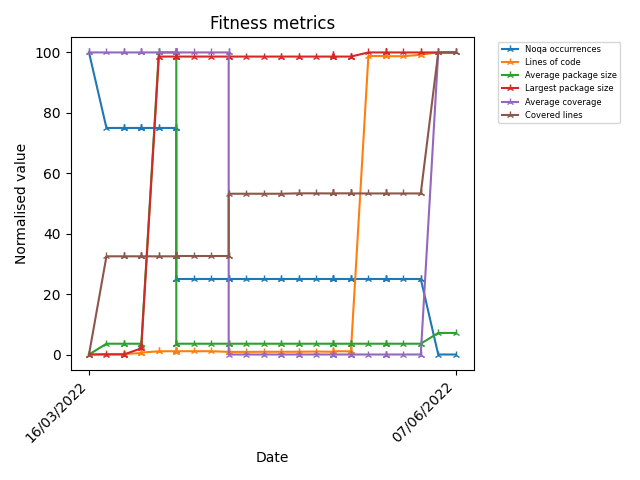 Fitness metrics
Normalised value
100
80
60
40
20
0
16/03/2022
07/06/2022
Date
Noqa occurrences
Lines of code
Average package size
Largest package size
Average coverage
Covered lines